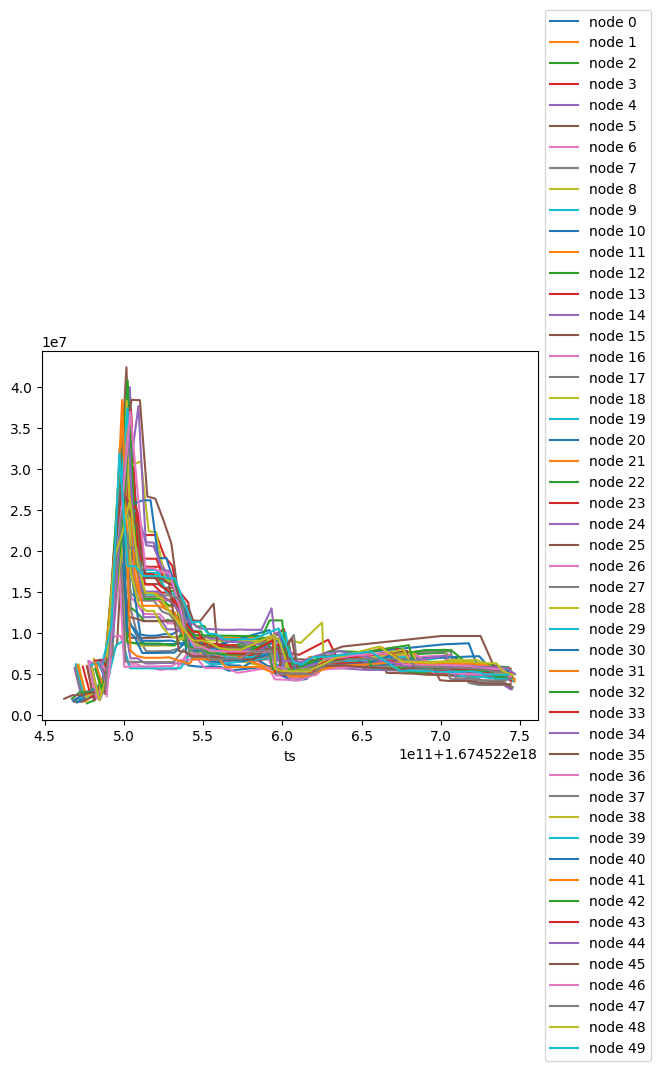 1e7
4.0
3.5
3.0
2.5
2.0
1.5
1.0
0.5
0.0
4.5 5.0 5.5 6.0 6.5 7.0 7.5
1e11+1.674522e18
ts
node 0
node 1
node 2
node 3
node 4
node 5
node 6
node 7
node 8
node 9
node 10
node 11
node 12
node 13
node 14
node 15
node 16
node 17
node 18
node 19
node 20
node 21
node 22
node 23
node 24
node 25
node 26
node 27
node 28
node 29
node 30
node 31
node 32
node 33
node 34
node 35
node 36
node 37
node 38
node 39
node 40
node 41
node 42
node 43
node 44
node 45
node 46
node 47
node 48
node 49